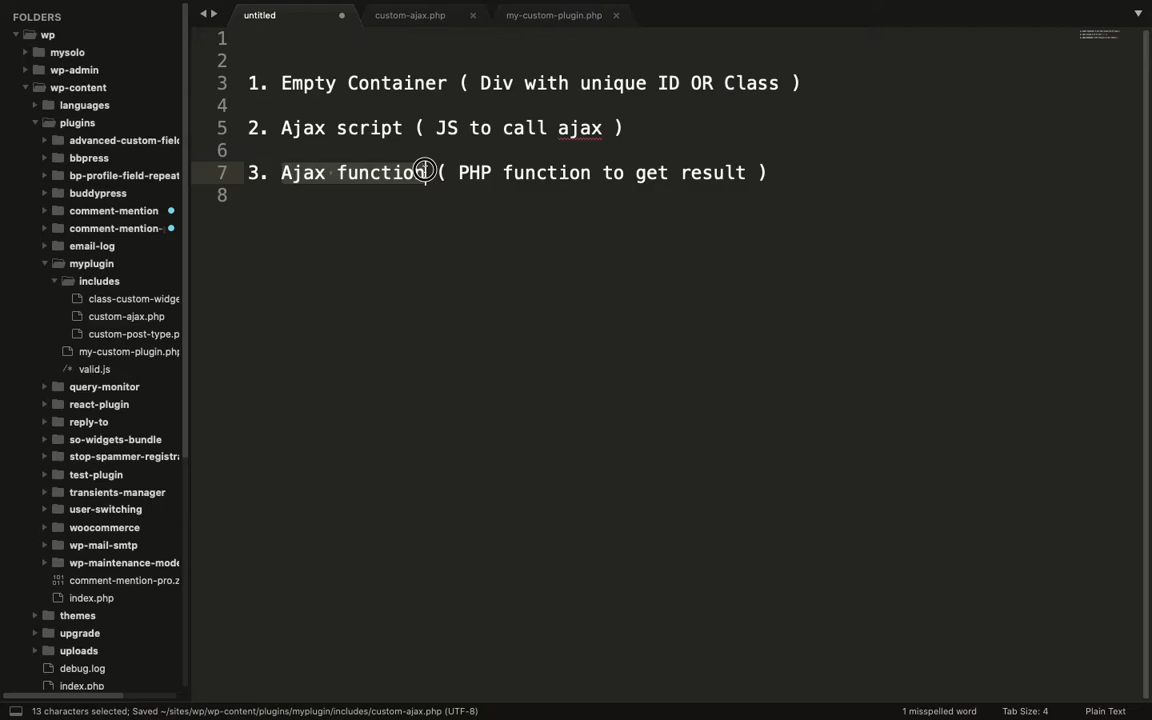 FOLDERS
wp
mysolo
wp-admin
wp-content
languages
plugins
advanced-custom-field
bbpress
bp-profile-field-repeat
buddypress
comment-mention
comment-mention-
email-log
myplugin
includes
class-custom-widge
custom-ajax.php
custom-post-type.p
my-custom-plugin.php
/* valid.js
query-monitor
react-plugin
reply-to
so-widgets-bundle
stop-spammer-registra
test-plugin
transients-manager
user-switching
woocommerce
wp-mail-smtp
wp-maintenance-mode
comment-mention-pro.z
index.php
themes
upgrade
uploads
debug.log
index.php
untitled
custom-ajax.php
my-custom-plugin.php
1
2
3 1. Empty Container ( Div with unique ID OR Class )
4
5 2. Ajax script ( JS to call ajax )
6
7 3. Ajax function ( PHP function to get result )
8
13 characters selected; Saved ~/sites/wp/wp-content/plugins/myplugin/includes/custom-ajax.php (UTF-8)
1 misspelled word
Tab Size: 4
Plain Text